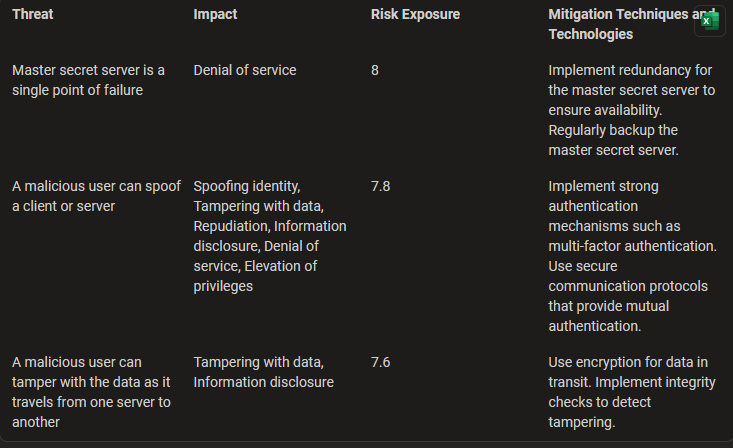 Threat
Impact
Risk Exposure
Mitigation Techniques and
Technologies
Master secret server is a
single point of failure
Denial of service
8
Implement redundancy for
the master secret server to
ensure availability.
Regularly backup the
master secret server.
A malicious user can spoof
a client or server
Spoofing identity,
Tampering with data,
Repudiation, Information
disclosure, Denial of
service, Elevation of
privileges
7.8
Implement strong
authentication
mechanisms such as
multi-factor authentication.
Use secure
communication protocols
that provide mutual
authentication.
A malicious user can
tamper with the data as it
travels from one server to
another
Tampering with data,
Information disclosure
7.6
Use encryption for data in
transit. Implement integrity
checks to detect
tampering.